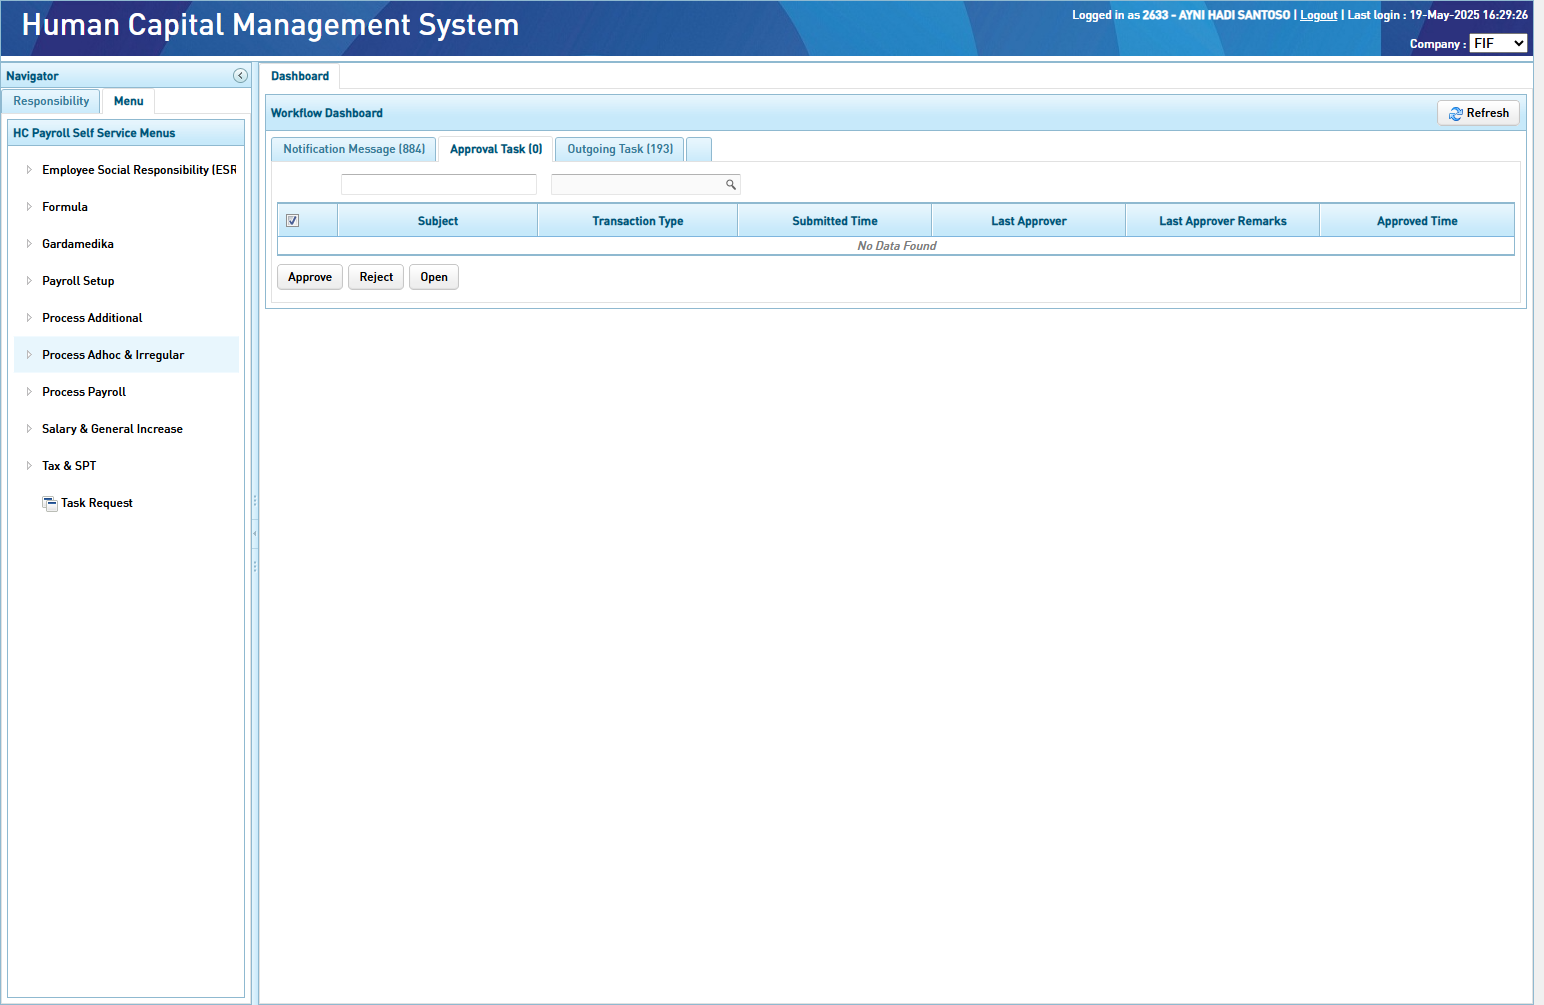 Human Capital Management System
Logged in as 2633 - AYNI HADI SANTOSO | Logout | Last login : 19-May-2025 16:29:26
Company : FIF
Navigator
Responsibility
Menu
HC Payroll Self Service Menus
Employee Social Responsibility (ESR
Formula
Gardamedika
Payroll Setup
Process Additional
Process Adhoc & Irregular
Process Payroll
Salary & General Increase
Tax & SPT
Task Request
Dashboard
Workflow Dashboard
Refresh
Notification Message (884)
Approval Task (0)
Outgoing Task (193)
Subject
Transaction Type
Submitted Time
Last Approver
Last Approver Remarks
Approved Time
No Data Found
Approve
Reject
Open